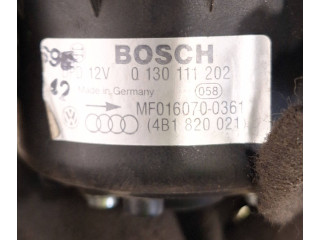 BOSCH
12V 0 130 111 202
Made in Germany 058
MF016070-0361
(4B1 820 021)